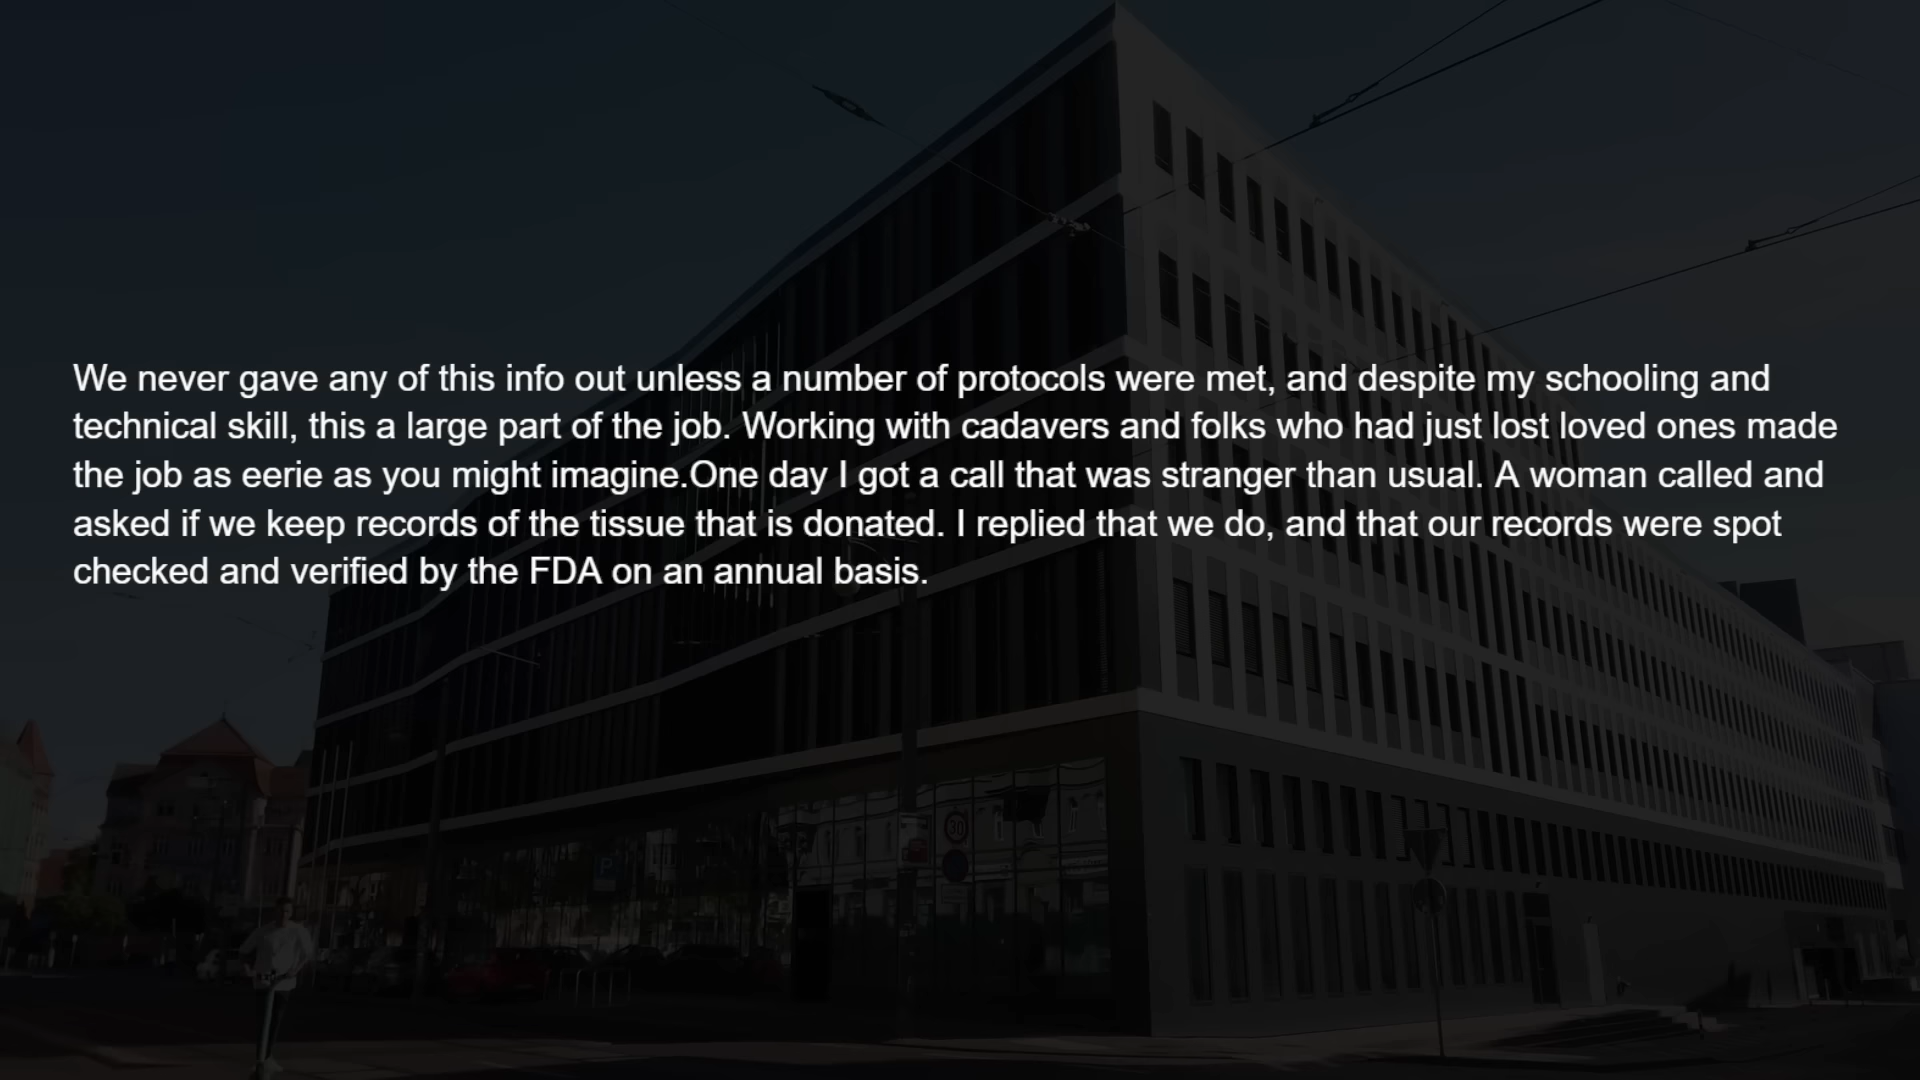 We never gave any of this info out unless a number of protocols were met, and despite my schooling and
technical skill, this a large part of the job. Working with cadavers and folks who had just lost loved ones made
the job as eerie as you might imagine.One day I got a call that was stranger than usual. A woman called and
asked if we keep records of the tissue that is donated. I replied that we do, and that our records were spot
checked and verified by the FDA on an annual basis.
30
P